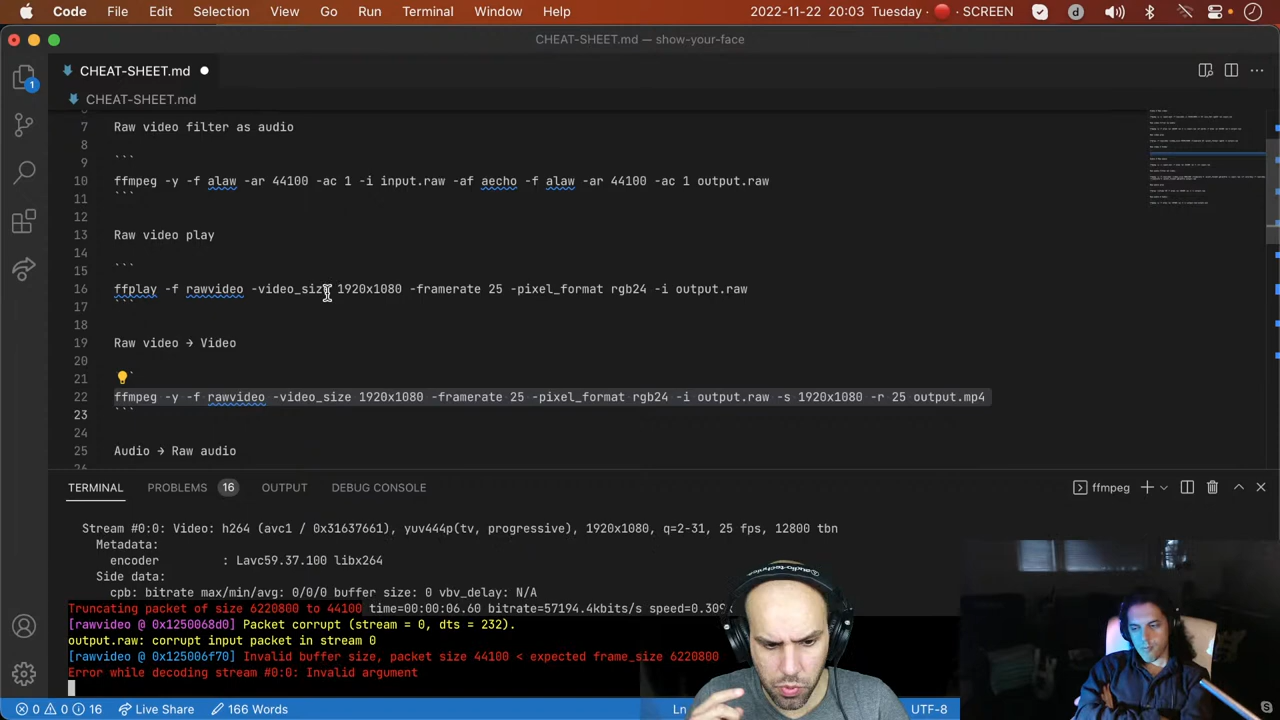 Code File Edit Selection View Go Run Terminal Window Help 2022-11-22 20:03 Tuesday SCREEN
CHEAT-SHEET.md — show-your-face
CHEAT-SHEET.md
CHEAT-SHEET.md
7 Raw video filter as audio
8
9 ```
10 ffmpeg -y -f alaw -ar 44100 -ac 1 -i input.raw -af aecho -f alaw -ar 44100 -ac 1 output.raw
11 ```
12
13 Raw video play
14
15 ```
16 ffplay -f rawvideo -video_size 1920x1080 -framerate 25 -pixel_format rgb24 -i output.raw
17 ```
18
19 Raw video → Video
20
21 `
22 ffmpeg -y -f rawvideo -video_size 1920x1080 -framerate 25 -pixel_format rgb24 -i output.raw -s 1920x1080 -r 25 output.mp4
23 ```
24
25 Audio → Raw audio
TERMINAL PROBLEMS 16 OUTPUT DEBUG CONSOLE ffmpeg
Stream #0:0: Video: h264 (avc1 / 0x31637661), yuv444p(tv, progressive), 1920x1080, q=2-31, 25 fps, 12800 tbn
Metadata:
encoder : Lavc59.37.100 libx264
Side data:
cpb: bitrate max/min/avg: 0/0/0 buffer size: 0 vbv_delay: N/A
Truncating packet of size 6220800 to 44100 time=00:00:06.60 bitrate=57194.4kbits/s speed=0.309
[rawvideo @ 0x1250068d0] Packet corrupt (stream = 0, dts = 232).
output.raw: corrupt input packet in stream 0
[rawvideo @ 0x125006f70] Invalid buffer size, packet size 44100 < expected frame_size 6220800
Error while decoding stream #0:0: Invalid argument
0 0 16 Live Share 166 Words Ln UTF-8
audio-technica